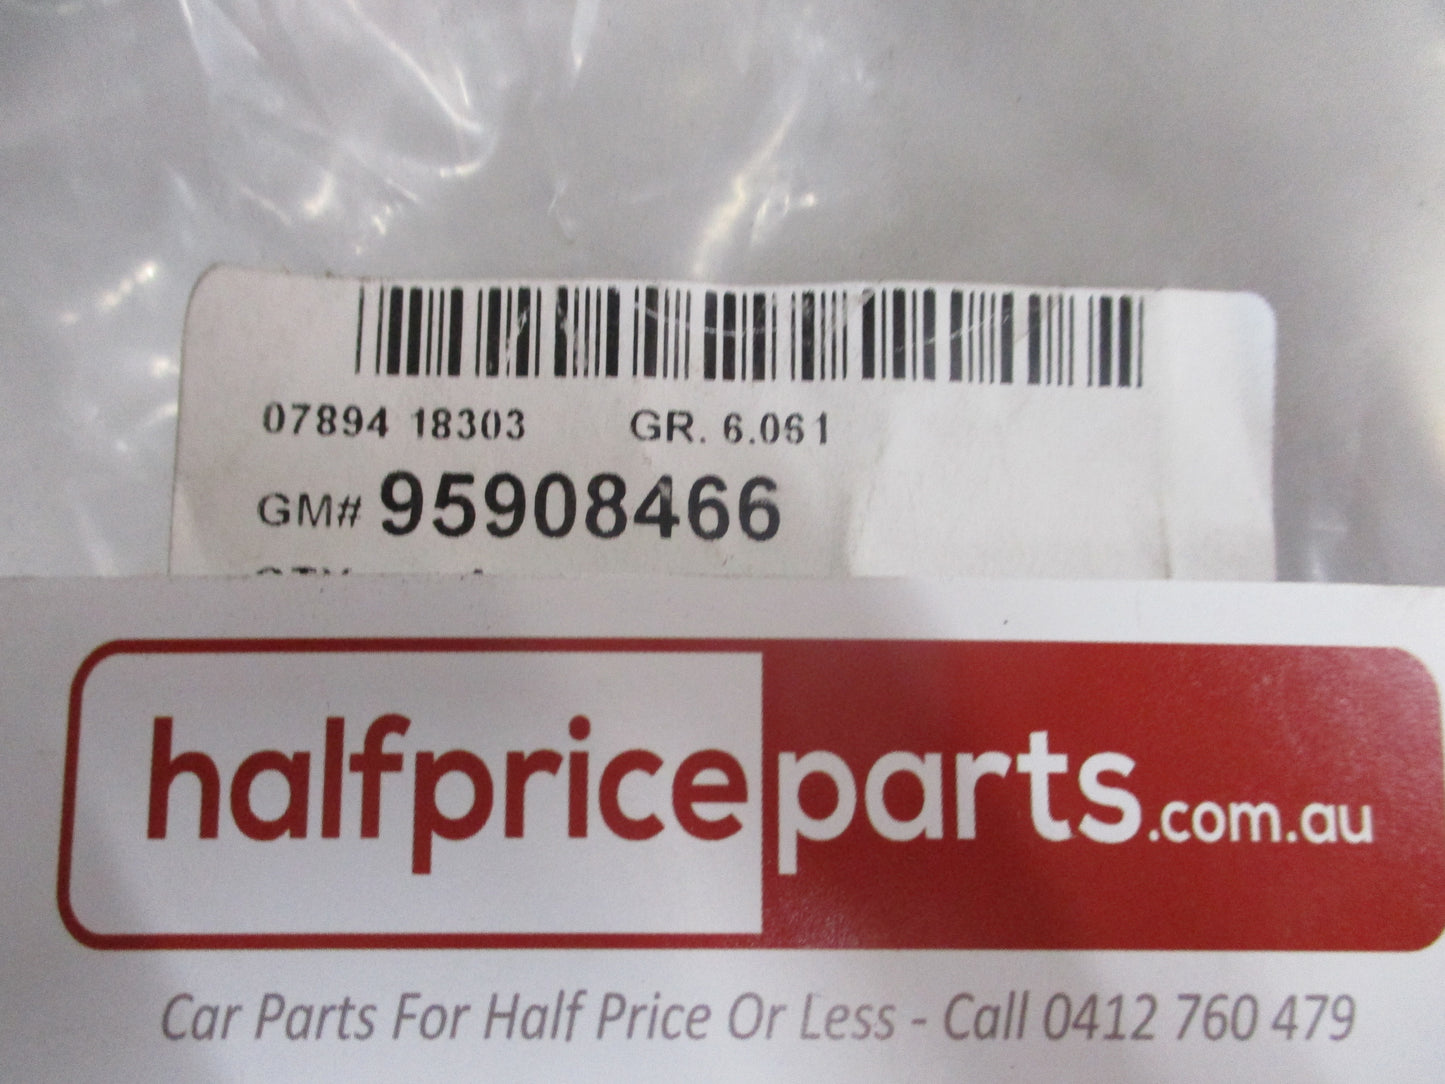 07894 18303 GR. 6.061
GM# 95908466
halfpriceparts.com.au
Car Parts For Half Price Or Less - Call 0412 760 479